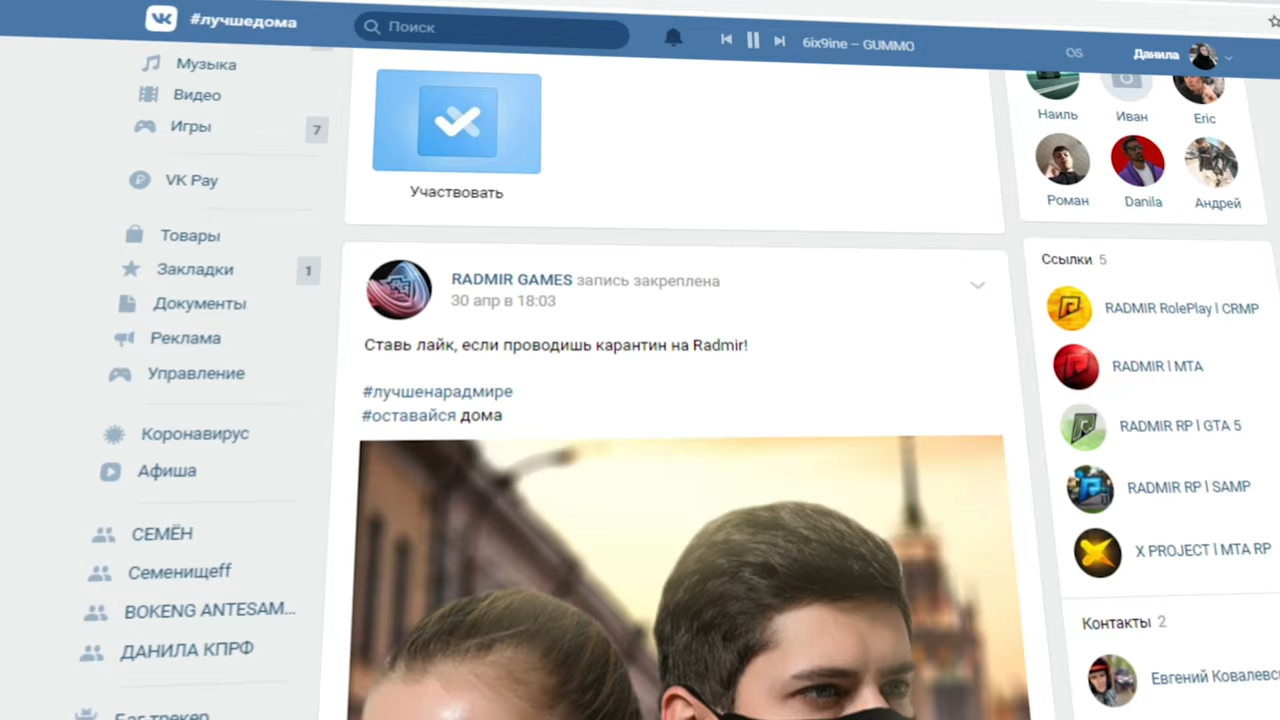 #лучшедома
Поиск
6ix9ine – GUMMO
Данила
Музыка
Видео
Игры
7
VK Pay
Товары
Закладки
1
Документы
Реклама
Управление
Коронавирус
Афиша
СЕМЁН
Семенищеff
BOKENG ANTESAM...
ДАНИЛА КПРФ
Баг-трекер
Участвовать
RADMIR GAMES запись закреплена
30 апр в 18:03
Ставь лайк, если проводишь карантин на Radmir!
#лучшенарадмире
#оставайся дома
Наиль
Иван
Eric
Роман
Danila
Андрей
Ссылки 5
RADMIR RolePlay | CRMP
RADMIR | MTA
RADMIR RP | GTA 5
RADMIR RP | SAMP
X PROJECT | MTA RP
Контакты 2
Евгений